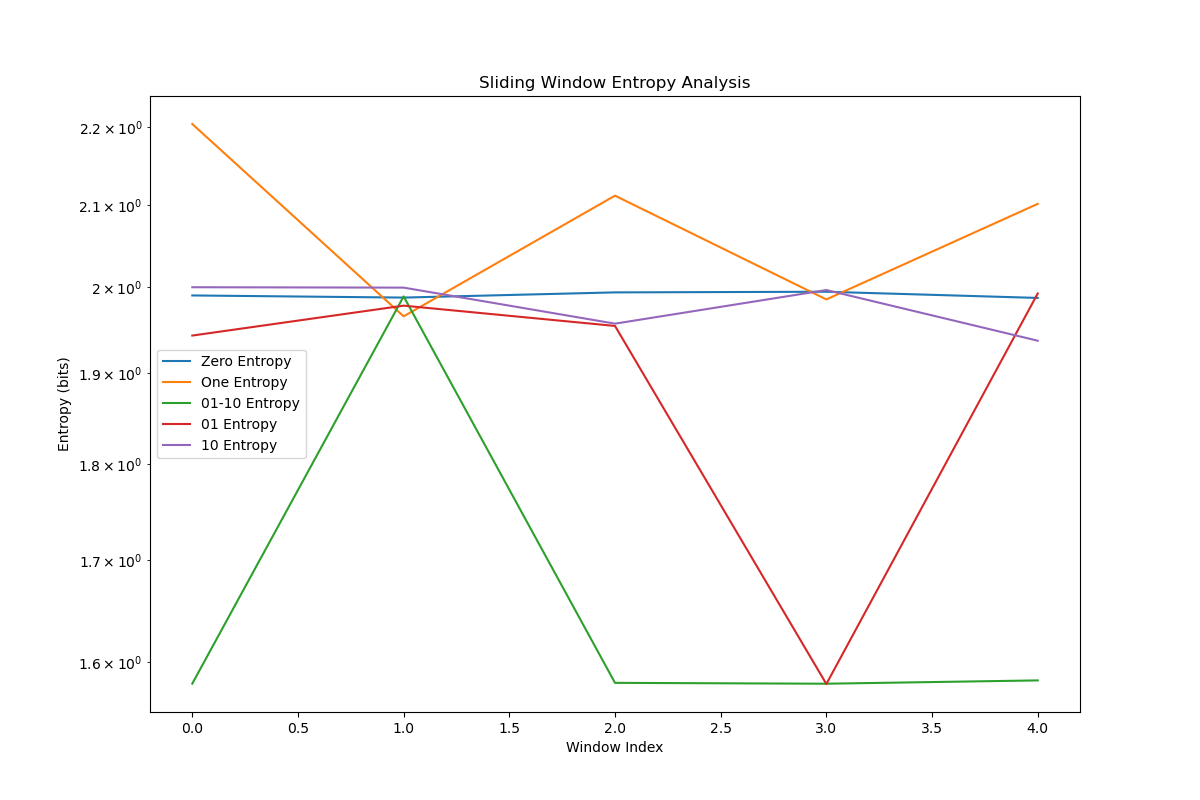 Sliding Window Entropy Analysis
2.2 × 10⁰
2.1 × 10⁰
2 × 10⁰
1.9 × 10⁰
1.8 × 10⁰
1.7 × 10⁰
1.6 × 10⁰
Entropy (bits)
Zero Entropy
One Entropy
01-10 Entropy
01 Entropy
10 Entropy
0.0 0.5 1.0 1.5 2.0 2.5 3.0 3.5 4.0
Window Index